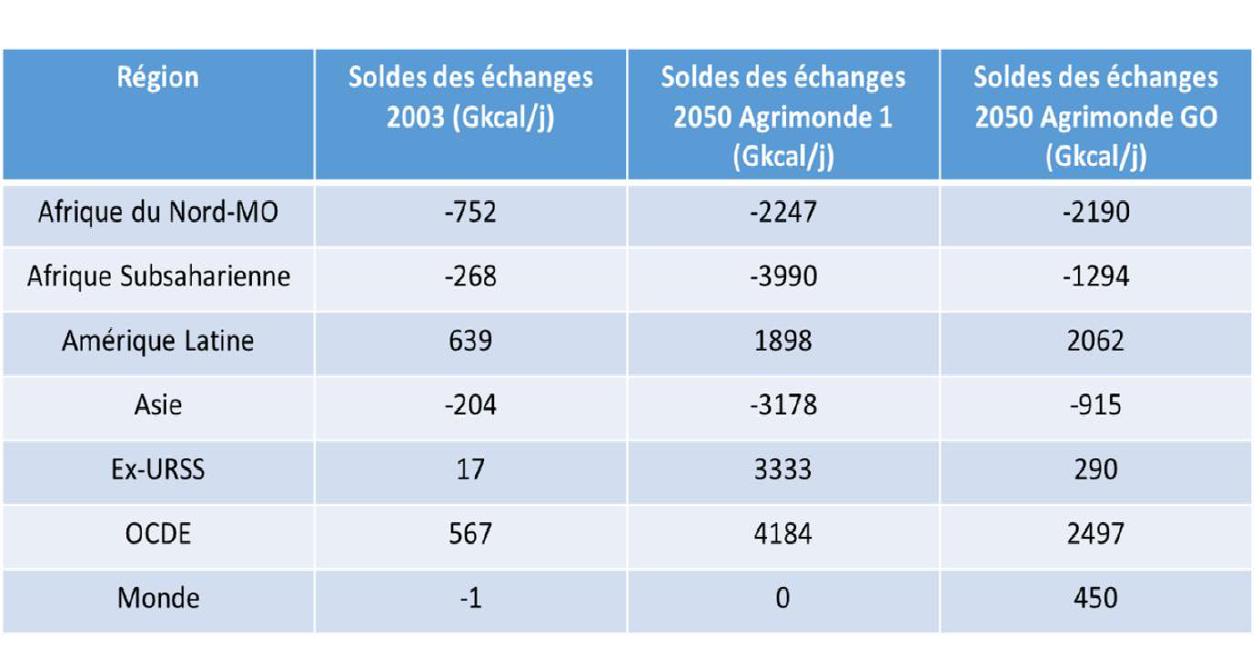 Région Soldes des échanges 2003 (Gkcal/j) Soldes des échanges 2050 Agrimonde 1 (Gkcal/j) Soldes des échanges 2050 Agrimonde GO (Gkcal/j)
Afrique du Nord-MO -752 -2247 -2190
Afrique Subsaharienne -268 -3990 -1294
Amérique Latine 639 1898 2062
Asie -204 -3178 -915
Ex-URSS 17 3333 290
OCDE 567 4184 2497
Monde -1 0 450